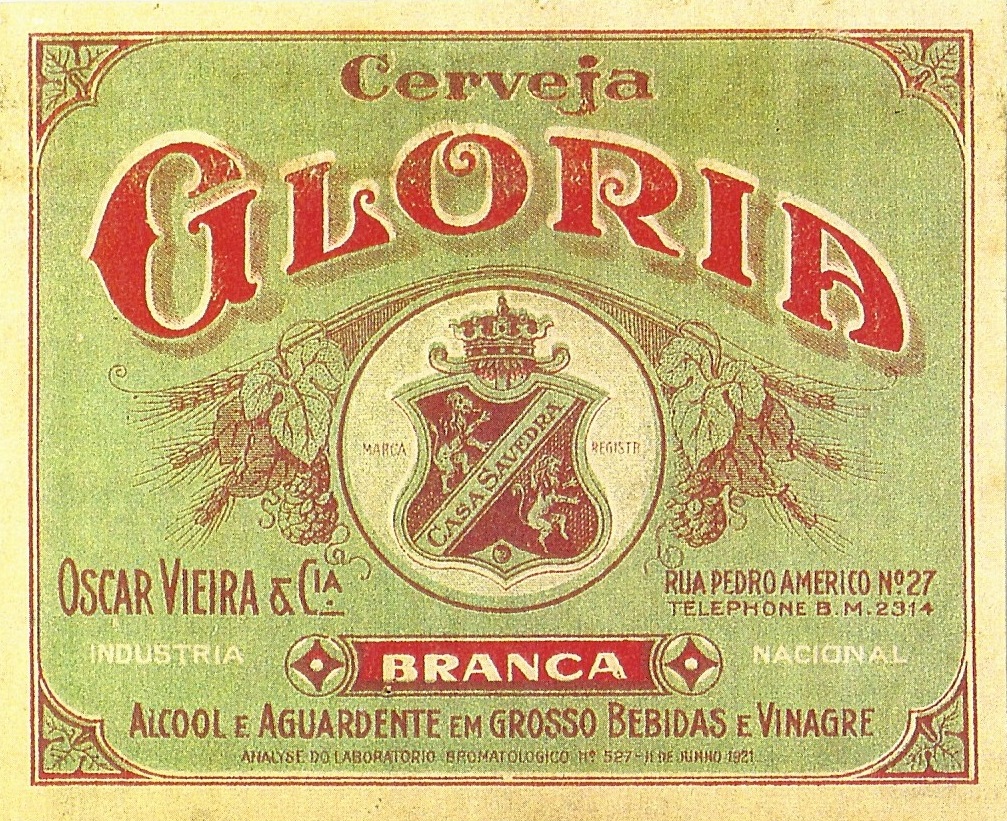 Cerveja
GLORIA
MARCA REGISTR.
CASA SAVEDRA
OSCAR VIEIRA & CIA.
RUA PEDRO AMERICO Nº 27
TELEPHONE B.M. 2314
INDUSTRIA NACIONAL
BRANCA
ALCOOL E AGUARDENTE EM GROSSO BEBIDAS E VINAGRE
ANALYSE DO LABORATORIO BROMATOLOGICO Nº 527-11 DE JUNHO 1921